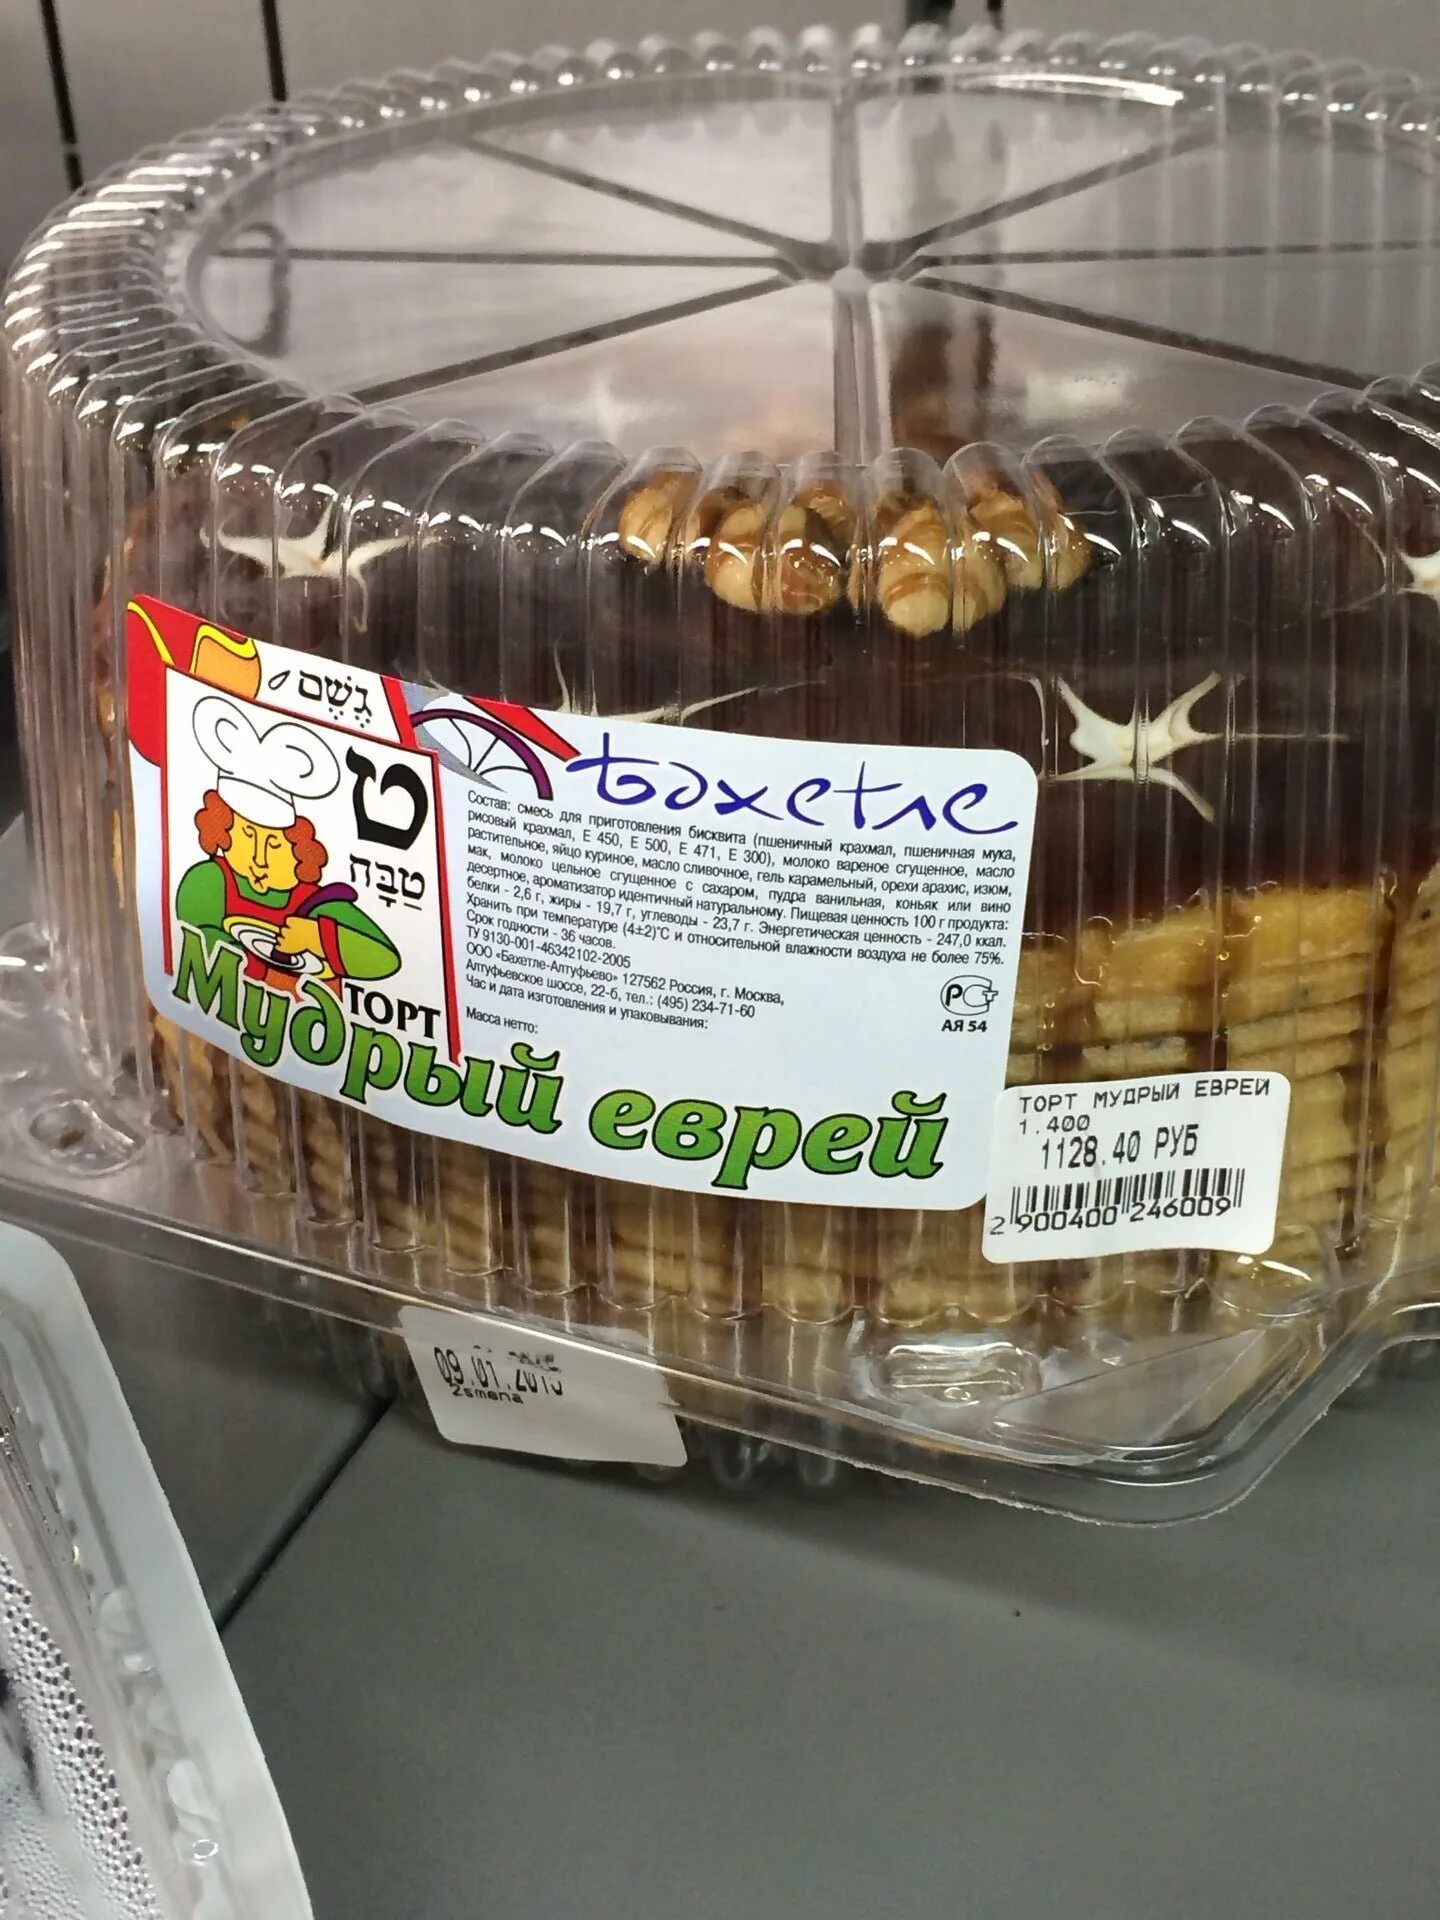 גֶּשֶׁם
ט
טַבָּח
Бахетле
Состав: смесь для приготовления бисквита (пшеничный крахмал, пшеничная мука,
рисовый крахмал, Е 450, Е 500, Е 471, Е 300), молоко вареное сгущенное, масло
растительное, яйцо куриное, масло сливочное, гель карамельный, орехи арахис, изюм,
мак, молоко цельное сгущенное с сахаром, пудра ванильная, коньяк или вино
десертное, ароматизатор идентичный натуральному. Пищевая ценность 100 г продукта:
белки - 2,6 г, жиры - 19,7 г, углеводы - 23,7 г. Энергетическая ценность - 247,0 ккал.
Хранить при температуре (4±2)°С и относительной влажности воздуха не более 75%.
Срок годности - 36 часов.
ТУ 9130-001-46342102-2005
ООО «Бахетле-Алтуфьево» 127562 Россия, г. Москва,
Алтуфьевское шоссе, 22-б, тел.: (495) 234-71-60
Час и дата изготовления и упаковывания:
Масса нетто:
РСТ
АЯ 54
ТОРТ
Мудрый еврей
ТОРТ МУДРЫЙ ЕВРЕЙ
1.400
1128.40 РУБ
2 900400 246009
09.01.
2smena